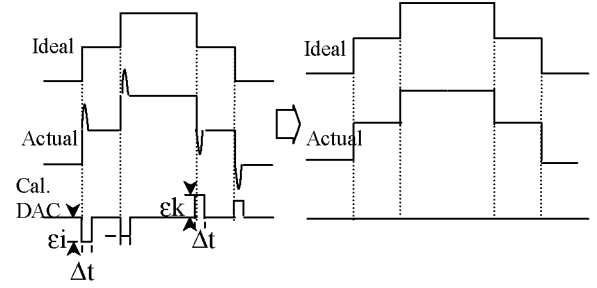 Ideal
Actual
Cal.
DAC
εi
Δt
εk
Δt
Ideal
Actual